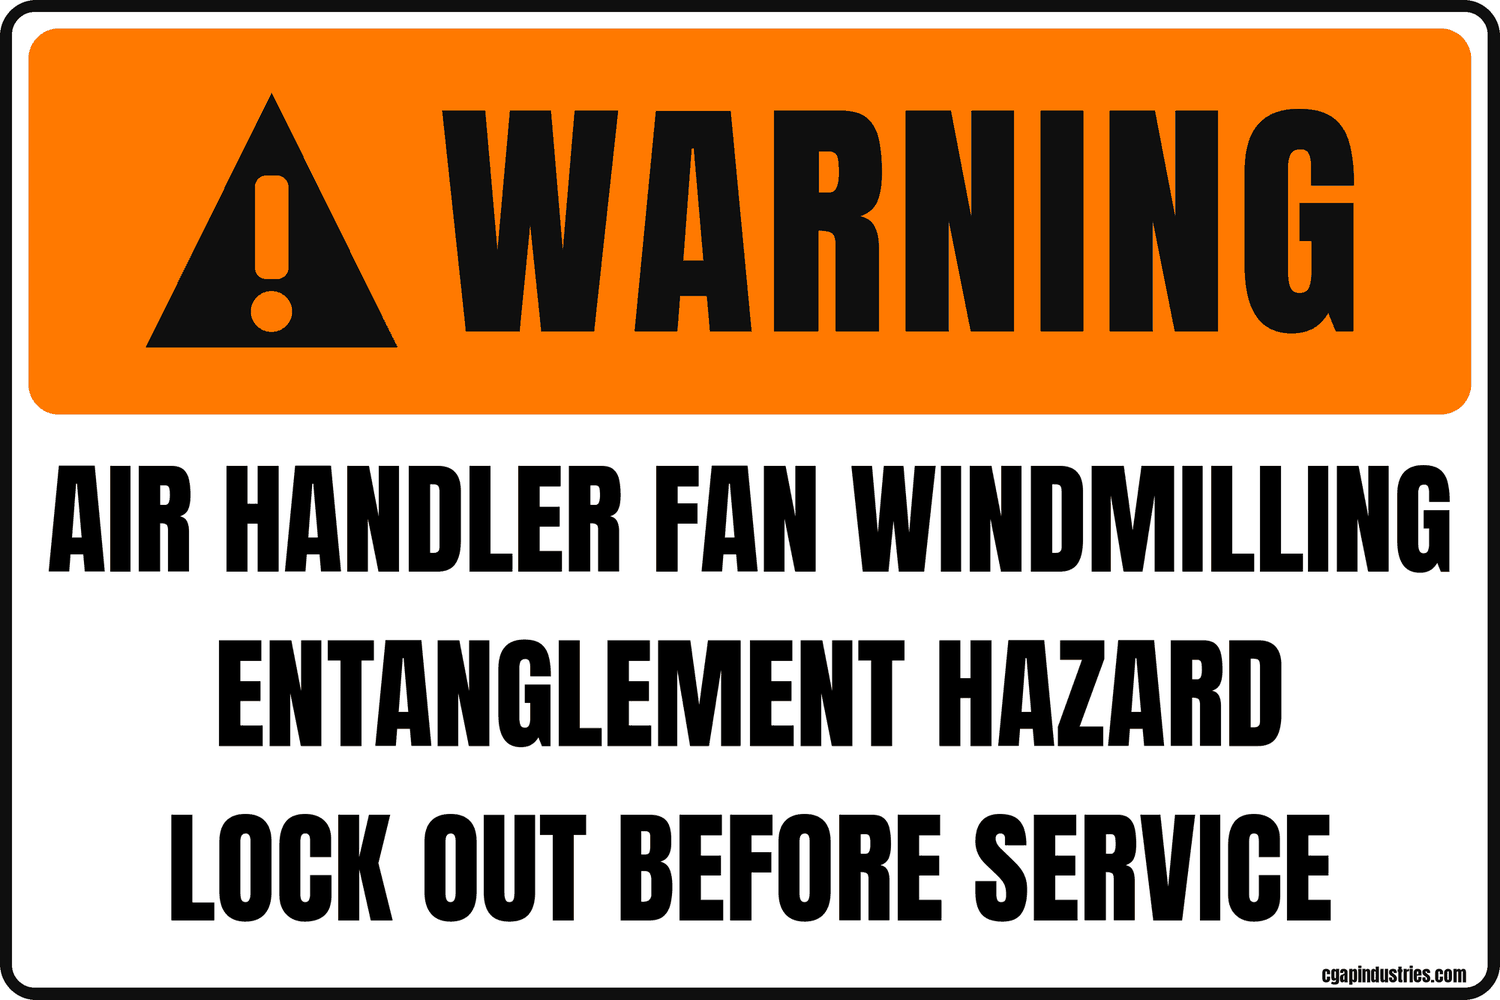 WARNING
AIR HANDLER FAN WINDMILLING
ENTANGLEMENT HAZARD
LOCK OUT BEFORE SERVICE
cgapindustries.com